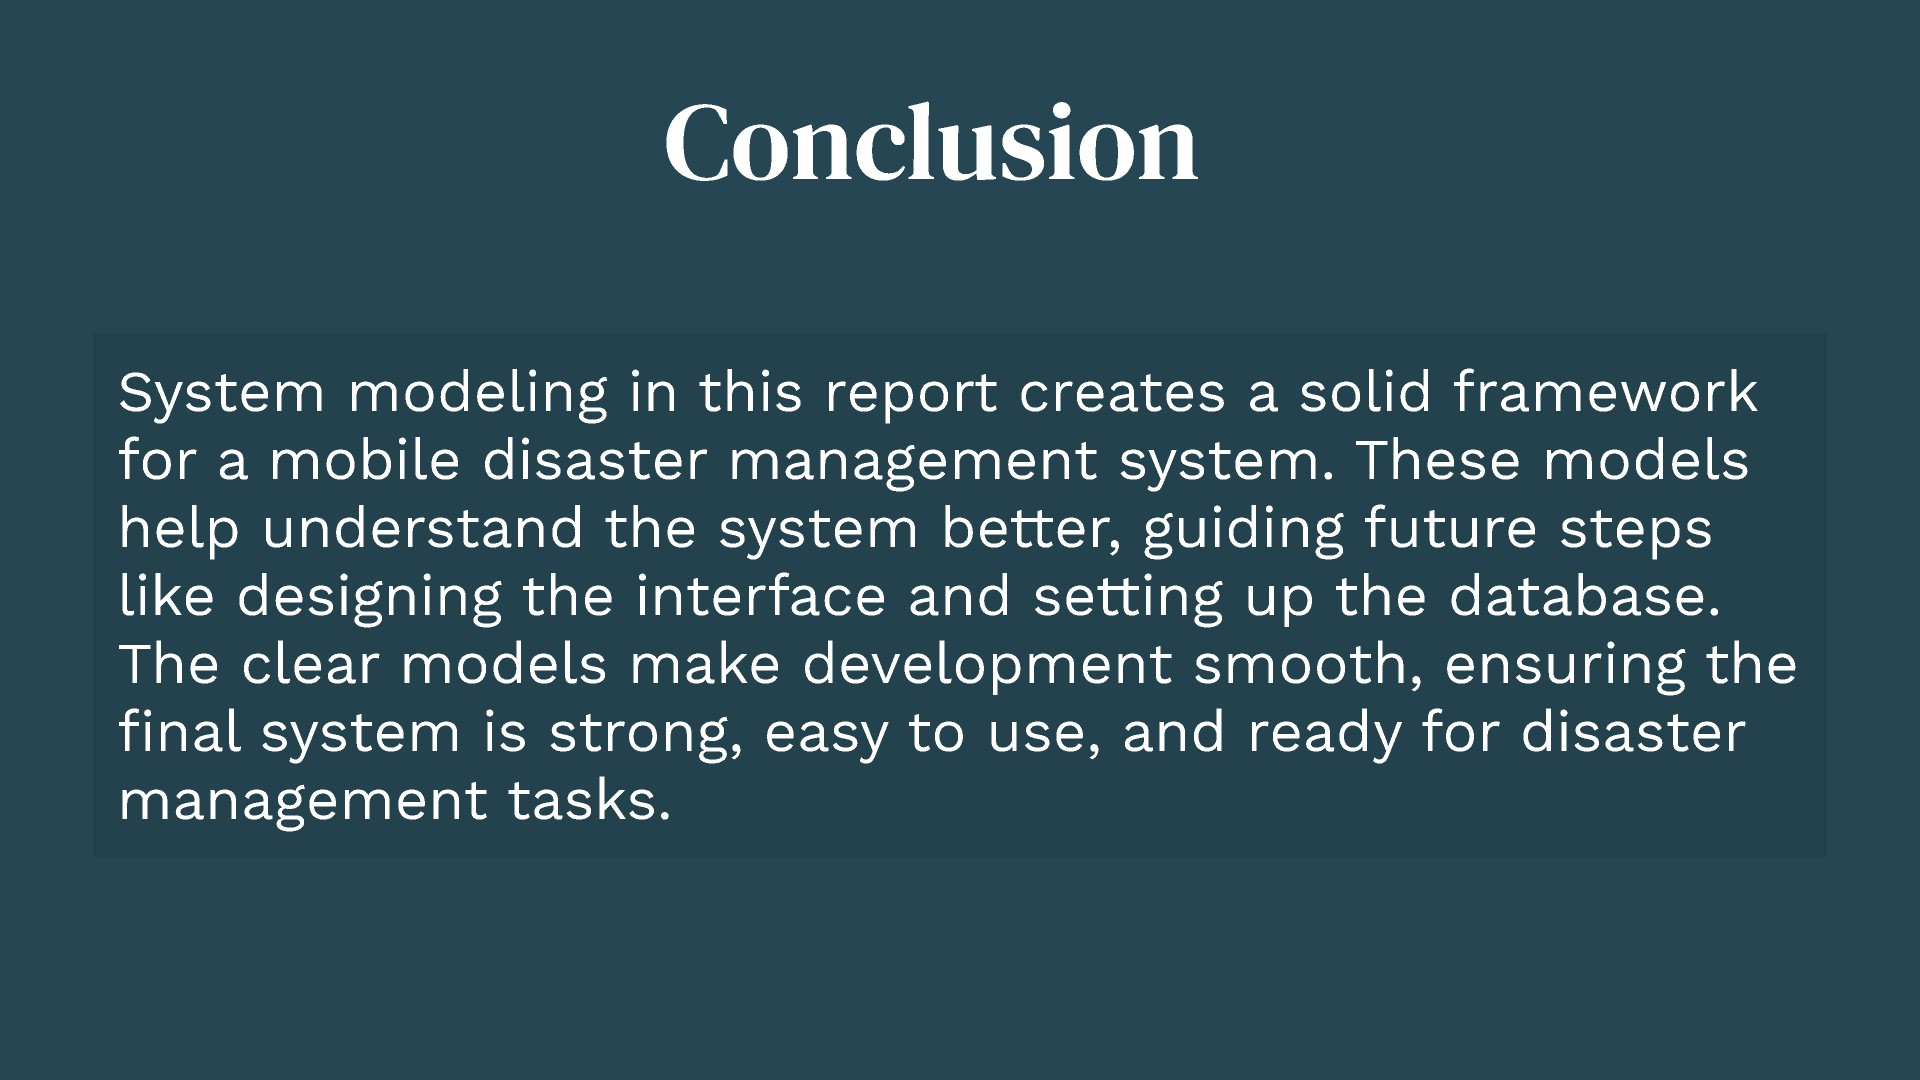 Conclusion
System modeling in this report creates a solid framework
for a mobile disaster management system. These models
help understand the system better, guiding future steps
like designing the interface and setting up the database.
The clear models make development smooth, ensuring the
final system is strong, easy to use, and ready for disaster
management tasks.